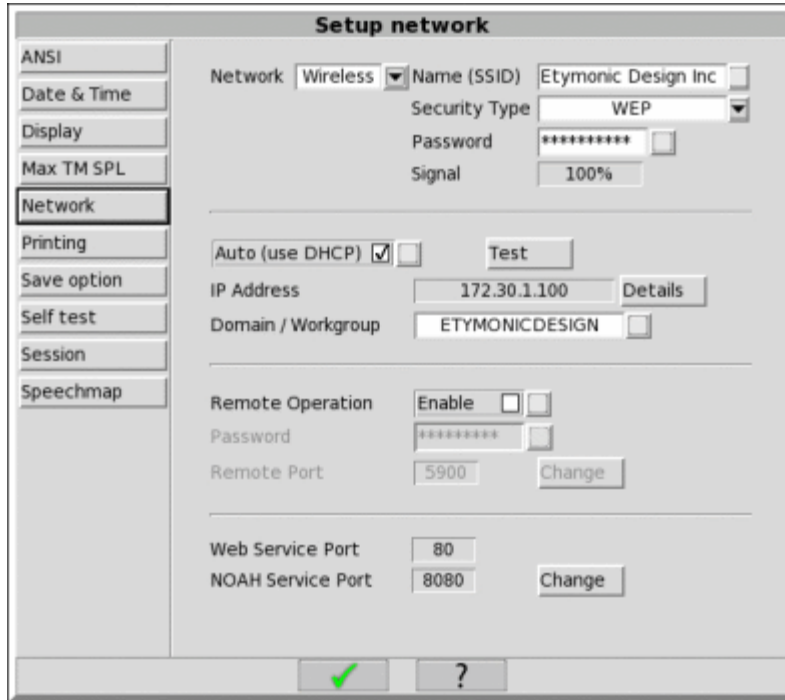 Setup network
ANSI
Date & Time
Display
Max TM SPL
Network
Printing
Save option
Self test
Session
Speechmap
Network Wireless Name (SSID) Etymonic Design Inc
Security Type WEP
Password **********
Signal 100%
Auto (use DHCP) Test
IP Address 172.30.1.100 Details
Domain / Workgroup ETYMONICDESIGN
Remote Operation Enable
Password *********
Remote Port 5900 Change
Web Service Port 80
NOAH Service Port 8080 Change
?